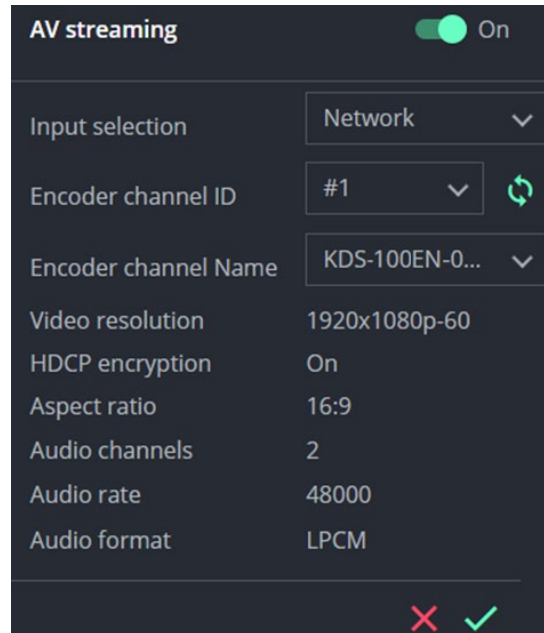 AV streaming On
Input selection Network
Encoder channel ID #1
Encoder channel Name KDS-100EN-0...
Video resolution 1920x1080p-60
HDCP encryption On
Aspect ratio 16:9
Audio channels 2
Audio rate 48000
Audio format LPCM